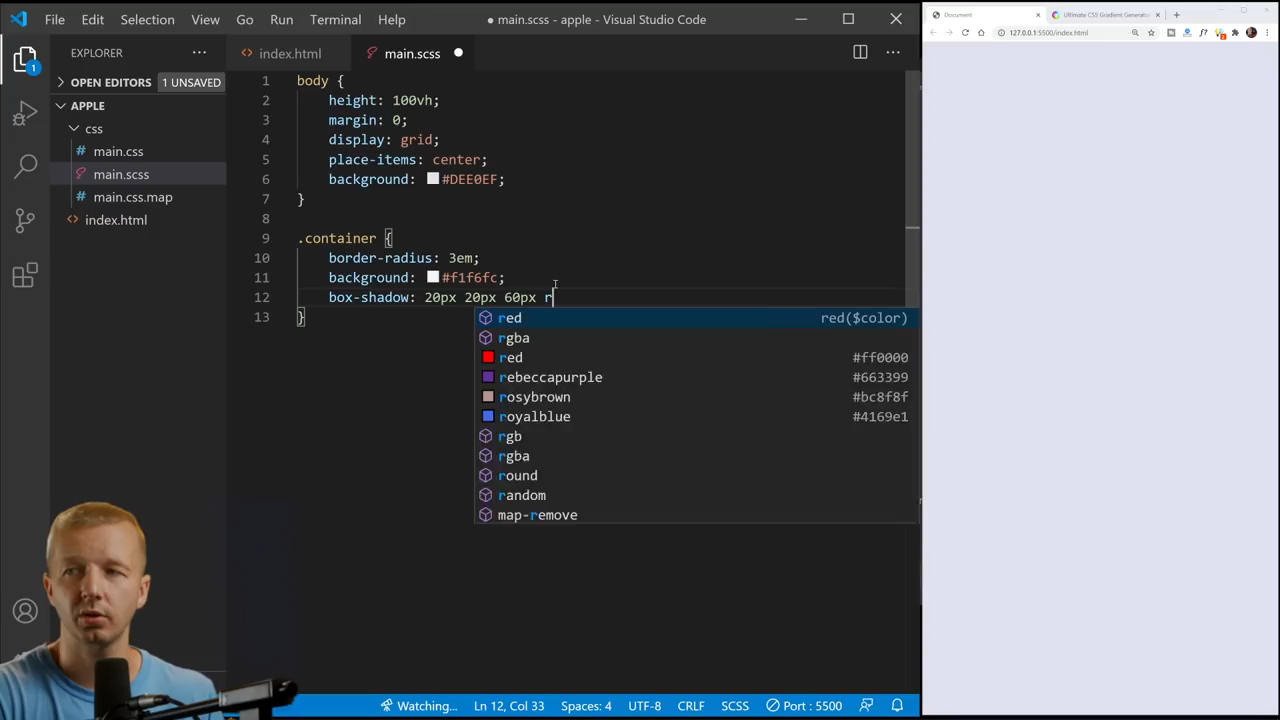 File Edit Selection View Go Run Terminal Help
● main.scss - apple - Visual Studio Code
EXPLORER ···
index.html main.scss
OPEN EDITORS 1 UNSAVED
APPLE
css
main.css
main.scss
main.css.map
index.html
1
1 body {
2 height: 100vh;
3 margin: 0;
4 display: grid;
5 place-items: center;
6 background: #DEE0EF;
7 }
8
9 .container {
10 border-radius: 3em;
11 background: #f1f6fc;
12 box-shadow: 20px 20px 60px r
13 }
red red($color)
rgba
red #ff0000
rebeccapurple #663399
rosybrown #bc8f8f
royalblue #4169e1
rgb
rgba
round
random
map-remove
Watching... Ln 12, Col 33 Spaces: 4 UTF-8 CRLF SCSS Port : 5500
Document Ultimate CSS Gradient Generator
127.0.0.1:5500/index.html